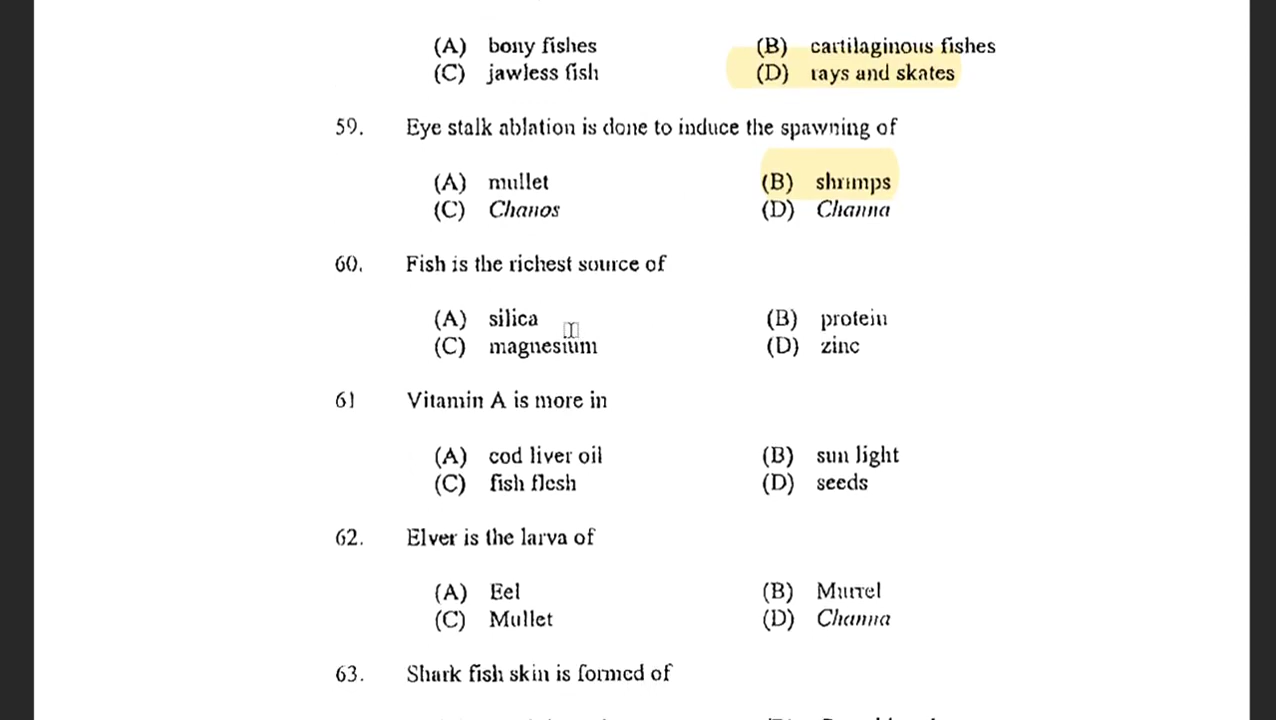 (A) bony fishes (B) cartilaginous fishes
(C) jawless fish (D) rays and skates
59. Eye stalk ablation is done to induce the spawning of
(A) mullet (B) shrimps
(C) Chanos (D) Channa
60. Fish is the richest source of
(A) silica (B) protein
(C) magnesium (D) zinc
61 Vitamin A is more in
(A) cod liver oil (B) sun light
(C) fish flesh (D) seeds
62. Elver is the larva of
(A) Eel (B) Murrel
(C) Mullet (D) Channa
63. Shark fish skin is formed of